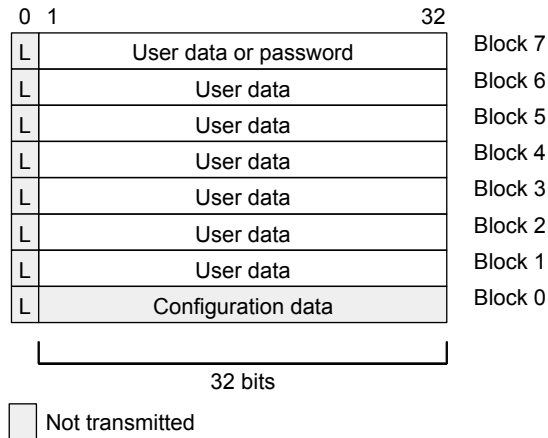 0 1 32
L User data or password Block 7
L User data Block 6
L User data Block 5
L User data Block 4
L User data Block 3
L User data Block 2
L User data Block 1
L Configuration data Block 0
32 bits
Not transmitted